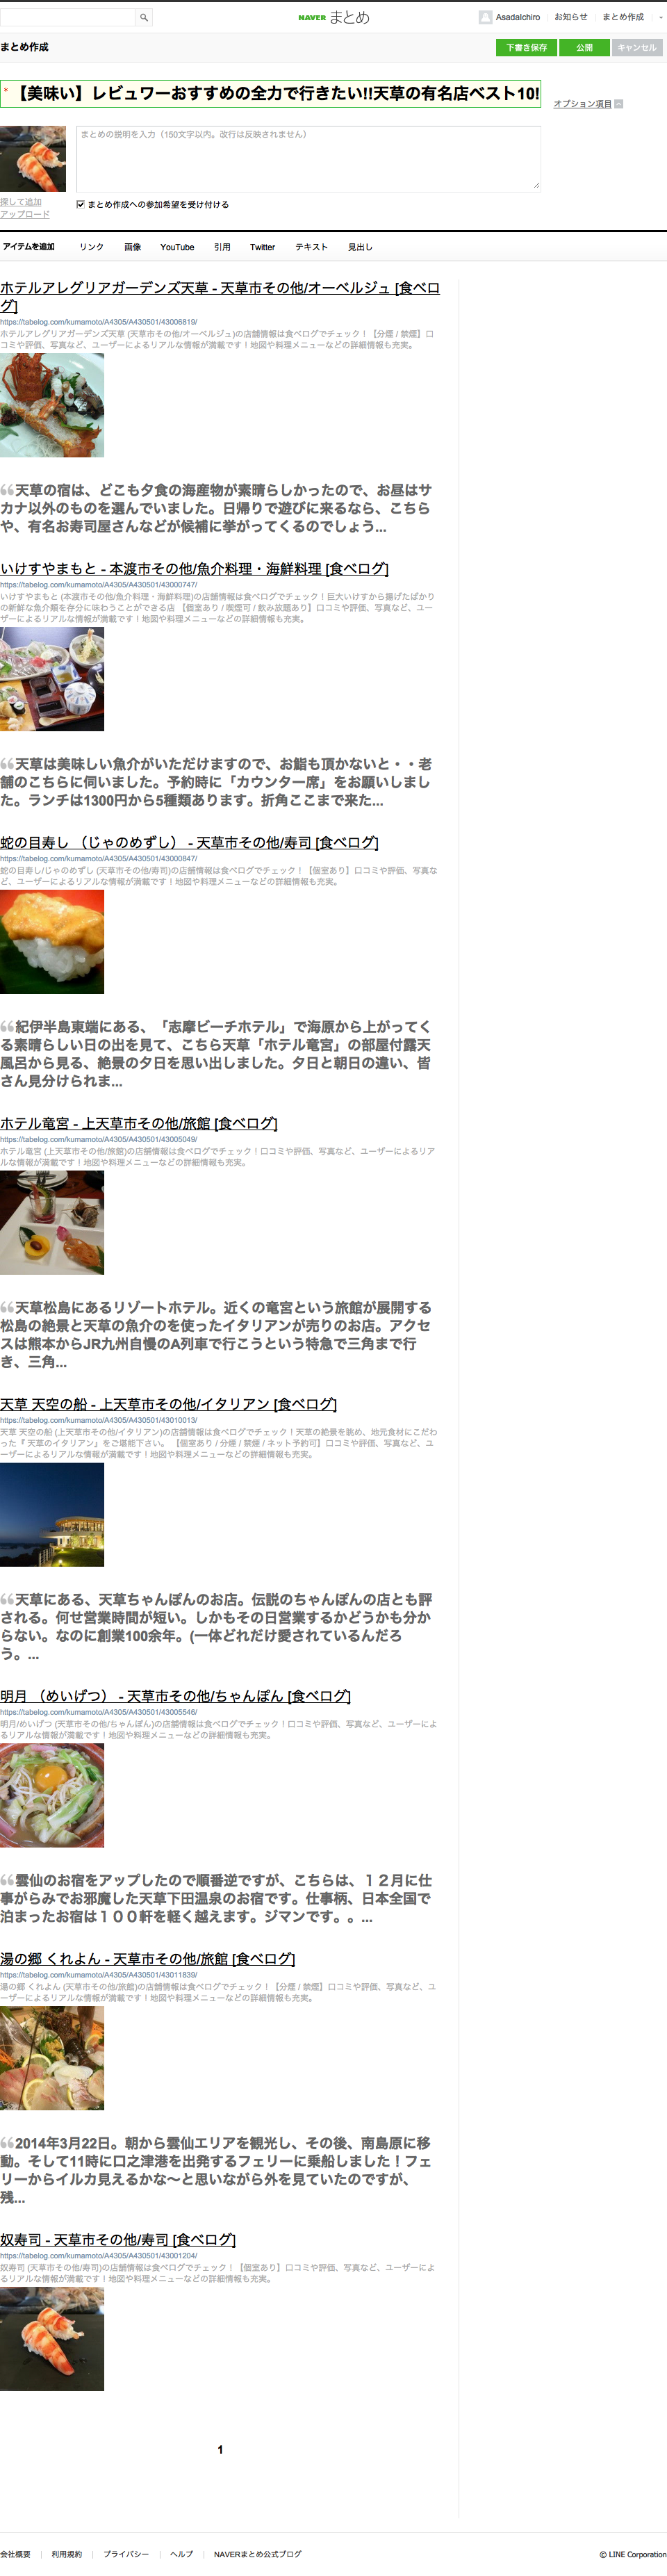 NAVER まとめ
AsadaIchiro お知らせ まとめ作成
まとめ作成
下書き保存 公開 キャンセル
* 【美味い】レビュワーおすすめの全力で行きたい!!天草の有名店ベスト10!
オプション項目
まとめの説明を入力（150文字以内。改行は反映されません）
探して追加
アップロード
まとめ作成への参加希望を受け付ける
アイテムを追加 リンク 画像 YouTube 引用 Twitter テキスト 見出し
ホテルアレグリアガーデンズ天草 - 天草市その他/オーベルジュ [食べロ
グ]
https://tabelog.com/kumamoto/A4305/A430501/43006819/
ホテルアレグリアガーデンズ天草 (天草市その他/オーベルジュ)の店舗情報は食べログでチェック！【分煙 / 禁煙】口
コミや評価、写真など、ユーザーによるリアルな情報が満載です！地図や料理メニューなどの詳細情報も充実。
“天草の宿は、どこも夕食の海産物が素晴らしかったので、お昼はサ
カナ以外のものを選んでいました。日帰りで遊びに来るなら、こちら
や、有名お寿司屋さんなどが候補に挙がってくるのでしょう...
いけすやまもと - 本渡市その他/魚介料理・海鮮料理 [食べログ]
https://tabelog.com/kumamoto/A4305/A430501/43000747/
いけすやまもと (本渡市その他/魚介料理・海鮮料理)の店舗情報は食べログでチェック！巨大いけすから揚げたばかり
の新鮮な魚介類を存分に味わうことができる店 【個室あり / 喫煙可 / 飲み放題あり】口コミや評価、写真など、ユー
ザーによるリアルな情報が満載です！地図や料理メニューなどの詳細情報も充実。
“天草は美味しい魚介がいただけますので、お鮨も頂かないと・・老
舗のこちらに伺いました。予約時に「カウンター席」をお願いしまし
た。ランチは1300円から5種類あります。折角ここまで来た...
蛇の目寿し （じゃのめずし） - 天草市その他/寿司 [食べログ]
https://tabelog.com/kumamoto/A4305/A430501/43000847/
蛇の目寿し/じゃのめずし (天草市その他/寿司)の店舗情報は食べログでチェック！【個室あり】口コミや評価、写真な
ど、ユーザーによるリアルな情報が満載です！地図や料理メニューなどの詳細情報も充実。
“紀伊半島東端にある、「志摩ビーチホテル」で海原から上がってく
る素晴らしい日の出を見て、こちら天草「ホテル竜宮」の部屋付露天
風呂から見る、絶景の夕日を思い出しました。夕日と朝日の違い、皆
さん見分けられま...
ホテル竜宮 - 上天草市その他/旅館 [食べログ]
https://tabelog.com/kumamoto/A4305/A430501/43005049/
ホテル竜宮 (上天草市その他/旅館)の店舗情報は食べログでチェック！口コミや評価、写真など、ユーザーによるリア
ルな情報が満載です！地図や料理メニューなどの詳細情報も充実。
“天草松島にあるリゾートホテル。近くの竜宮という旅館が展開する
松島の絶景と天草の魚介のを使ったイタリアンが売りのお店。アクセ
スは熊本からJR九州自慢のA列車で行こうという特急で三角まで行
き、三角...
天草 天空の船 - 上天草市その他/イタリアン [食べログ]
https://tabelog.com/kumamoto/A4305/A430501/43010013/
天草 天空の船 (上天草市その他/イタリアン)の店舗情報は食べログでチェック！天草の絶景を眺め、地元食材にこだわ
った『 天草のイタリアン』をご堪能下さい。 【個室あり / 分煙 / 禁煙 / ネット予約可】口コミや評価、写真など、ユ
ーザーによるリアルな情報が満載です！地図や料理メニューなどの詳細情報も充実。
“天草にある、天草ちゃんぽんのお店。伝説のちゃんぽんの店とも評
される。何せ営業時間が短い。しかもその日営業するかどうかも分か
らない。なのに創業100余年。(一体どれだけ愛されているんだろ
う。...
明月 （めいげつ） - 天草市その他/ちゃんぽん [食べログ]
https://tabelog.com/kumamoto/A4305/A430501/43005546/
明月/めいげつ (天草市その他/ちゃんぽん)の店舗情報は食べログでチェック！口コミや評価、写真など、ユーザーによ
るリアルな情報が満載です！地図や料理メニューなどの詳細情報も充実。
“雲仙のお宿をアップしたので順番逆ですが、こちらは、１２月に仕
事がらみでお邪魔した天草下田温泉のお宿です。仕事柄、日本全国で
泊まったお宿は１００軒を軽く越えます。ジマンです。。...
湯の郷 くれよん - 天草市その他/旅館 [食べログ]
https://tabelog.com/kumamoto/A4305/A430501/43011839/
湯の郷 くれよん (天草市その他/旅館)の店舗情報は食べログでチェック！【分煙 / 禁煙】口コミや評価、写真など、ユ
ーザーによるリアルな情報が満載です！地図や料理メニューなどの詳細情報も充実。
“2014年3月22日。朝から雲仙エリアを観光し、その後、南島原に移
動。そして11時に口之津港を出発するフェリーに乗船しました！フェ
リーからイルカ見えるかな〜と思いながら外を見ていたのですが、
残...
奴寿司 - 天草市その他/寿司 [食べログ]
https://tabelog.com/kumamoto/A4305/A430501/43001204/
奴寿司 (天草市その他/寿司)の店舗情報は食べログでチェック！【個室あり】口コミや評価、写真など、ユーザーによ
るリアルな情報が満載です！地図や料理メニューなどの詳細情報も充実。
1
会社概要 利用規約 プライバシー ヘルプ NAVERまとめ公式ブログ
© LINE Corporation